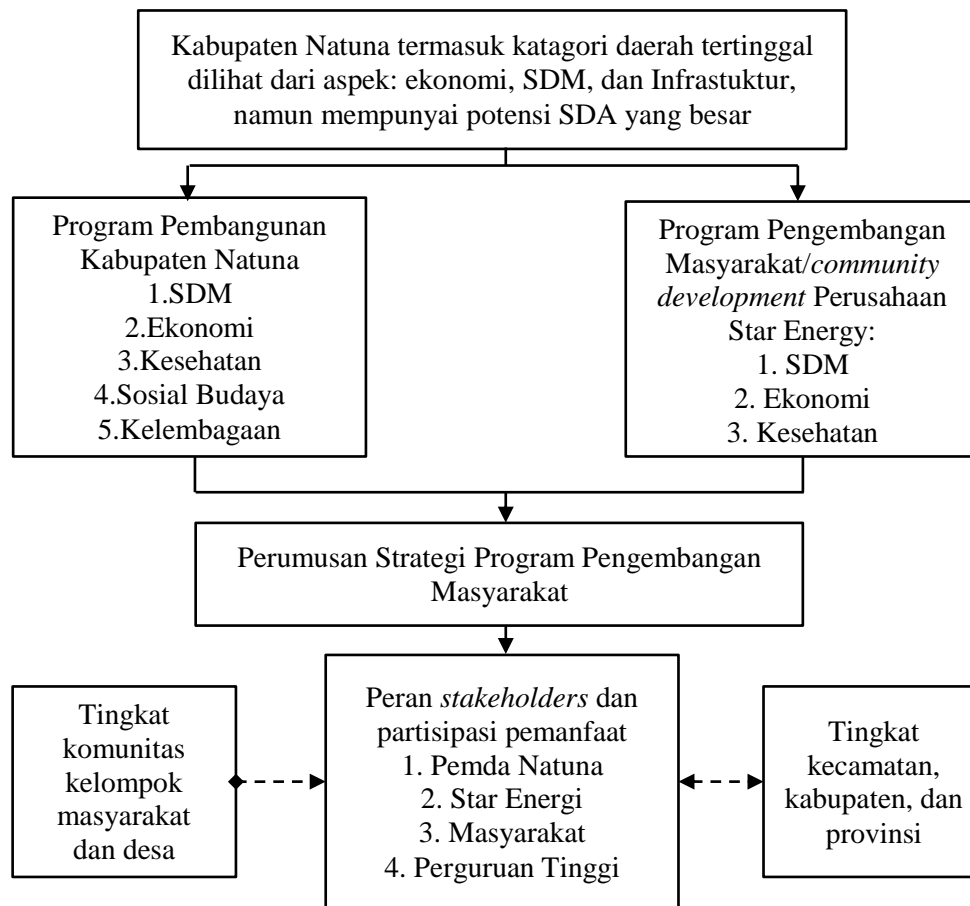 Kabupaten Natuna termasuk katagori daerah tertinggal
dilihat dari aspek: ekonomi, SDM, dan Infrastuktur,
namun mempunyai potensi SDA yang besar
Program Pembangunan
Kabupaten Natuna
1.SDM
2.Ekonomi
3.Kesehatan
4.Sosial Budaya
5.Kelembagaan
Program Pengembangan
Masyarakat/community
development Perusahaan
Star Energy:
1. SDM
2. Ekonomi
3. Kesehatan
Perumusan Strategi Program Pengembangan
Masyarakat
Tingkat
komunitas
kelompok
masyarakat
dan desa
Peran stakeholders dan
partisipasi pemanfaat
1. Pemda Natuna
2. Star Energi
3. Masyarakat
4. Perguruan Tinggi
Tingkat
kecamatan,
kabupaten, dan
provinsi